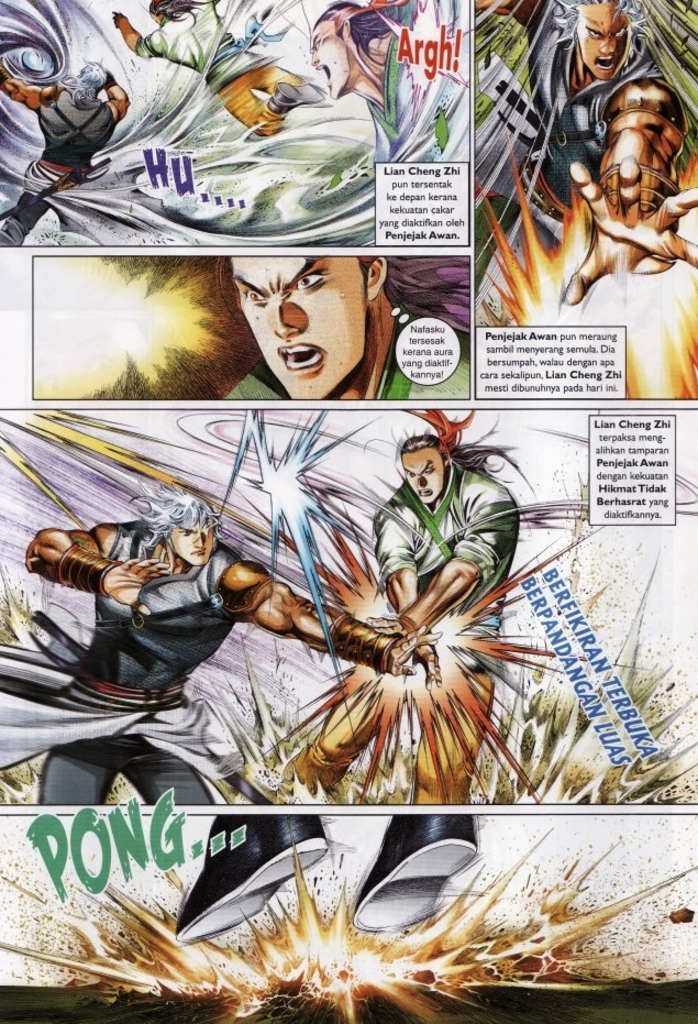 Argh!
HU.....
Lian Cheng Zhi
pun tersentak
ke depan kerana
kekuatan cakar
yang diaktifkan oleh
Penjejak Awan.
Penjejak Awan pun meraung
sambil menyerang semula. Dia
bersumpah, walau dengan apa
cara sekalipun, Lian Cheng Zhi
mesti dibunuhnya pada hari ini.
Nafasku
tersesak
kerana aura
yang diaktif-
kannya!
Lian Cheng Zhi
terpaksa meng-
alihkan tamparan
Penjejak Awan
dengan kekuatan
Hikmat Tidak
Berhasrat yang
diaktifkannya.
BERFIKIRAN TERBUKA
BERPANDANGAN LUAS
PONG...